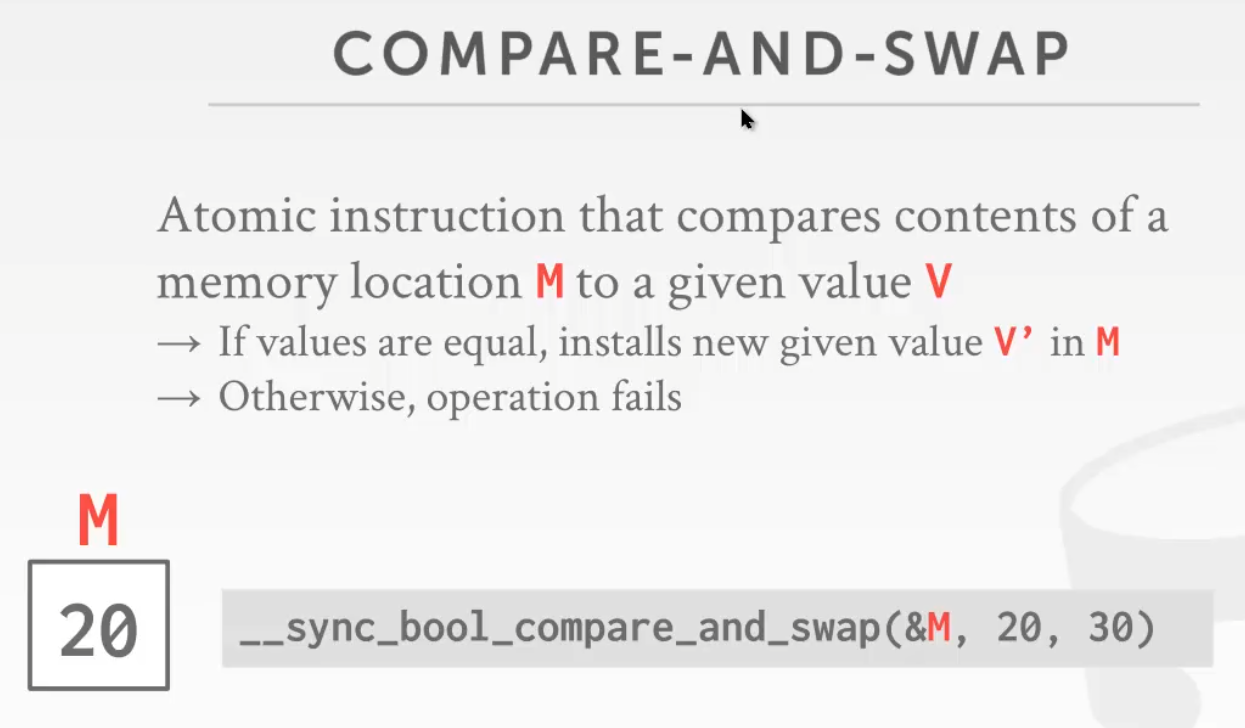 COMPARE-AND-SWAP
Atomic instruction that compares contents of a
memory location M to a given value V
→ If values are equal, installs new given value V’ in M
→ Otherwise, operation fails
M
20
__sync_bool_compare_and_swap(&M, 20, 30)